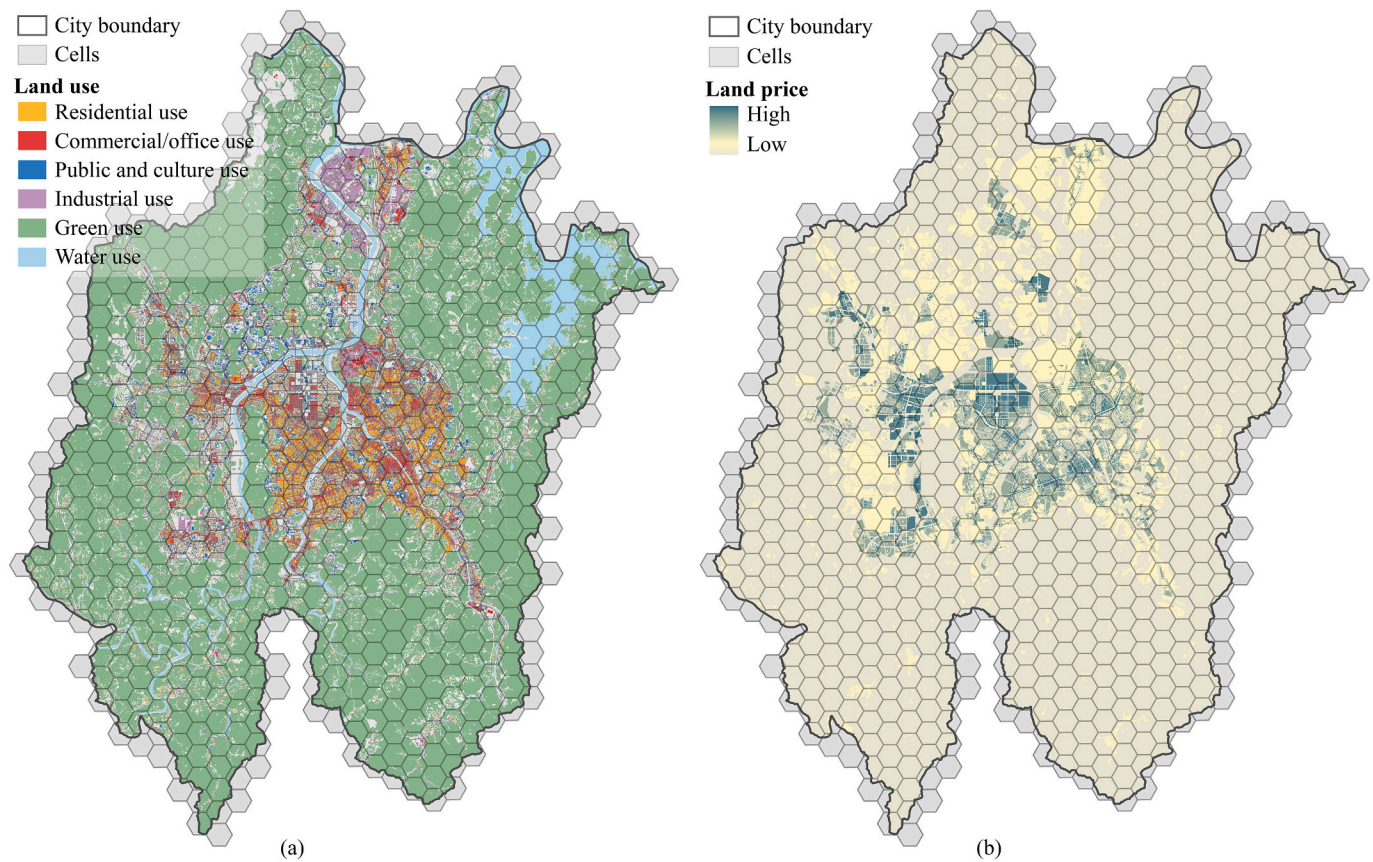 City boundary
Cells
Land use
Residential use
Commercial/office use
Public and culture use
Industrial use
Green use
Water use
(a)
City boundary
Cells
Land price
High
Low
(b)